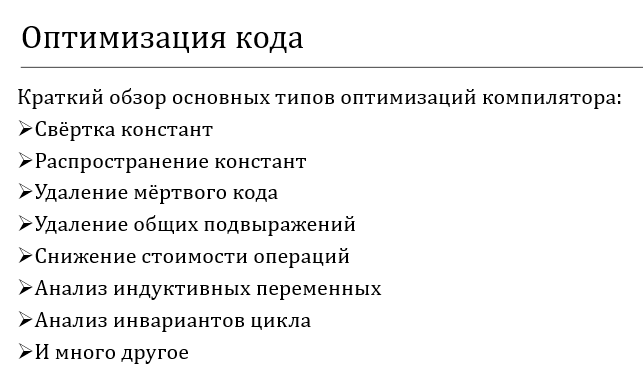 Оптимизация кода
Краткий обзор основных типов оптимизаций компилятора:
➢Свёртка констант
➢Распространение констант
➢Удаление мёртвого кода
➢Удаление общих подвыражений
➢Снижение стоимости операций
➢Анализ индуктивных переменных
➢Анализ инвариантов цикла
➢И много другое